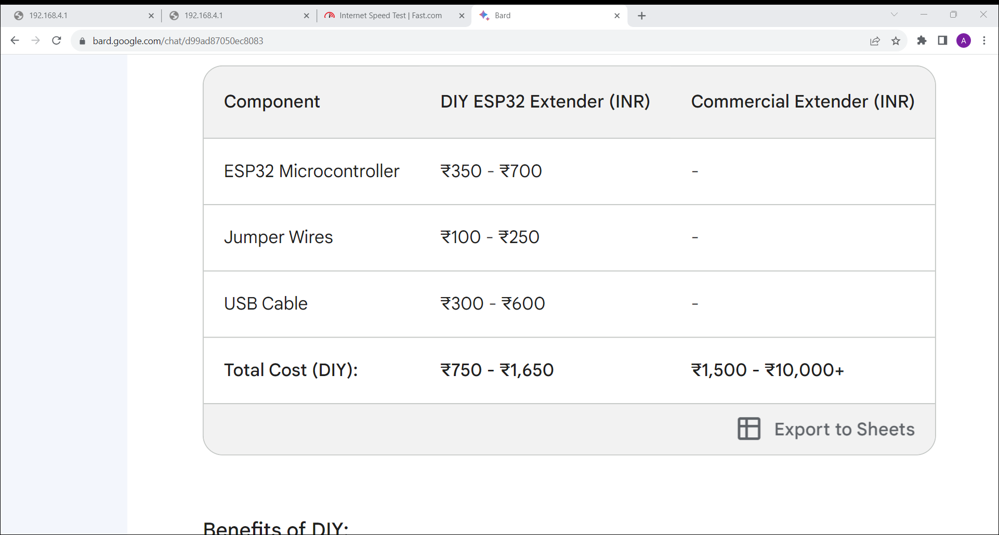 192.168.4.1 192.168.4.1 Internet Speed Test | Fast.com Bard
bard.google.com/chat/d99ad87050ec8083 A
Component DIY ESP32 Extender (INR) Commercial Extender (INR)
ESP32 Microcontroller ₹350 - ₹700 -
Jumper Wires ₹100 - ₹250 -
USB Cable ₹300 - ₹600 -
Total Cost (DIY): ₹750 - ₹1,650 ₹1,500 - ₹10,000+
Export to Sheets
Benefits of DIY: